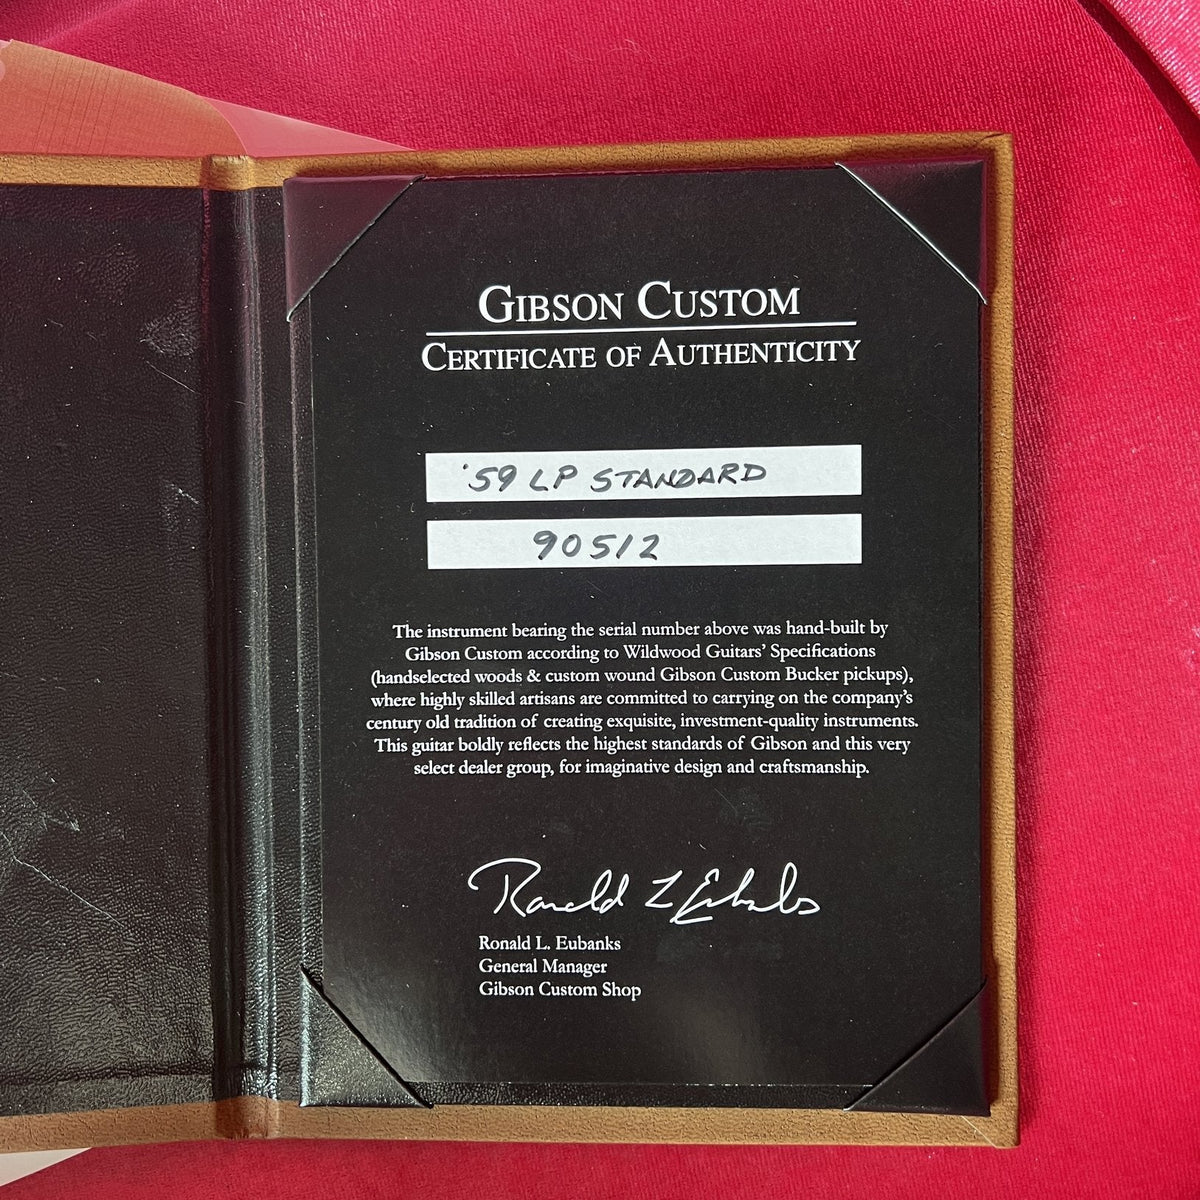 GIBSON CUSTOM
CERTIFICATE OF AUTHENTICITY
'59 LP STANDARD
90512
The instrument bearing the serial number above was hand-built by
Gibson Custom according to Wildwood Guitars' Specifications
(handselected woods & custom wound Gibson Custom Bucker pickups),
where highly skilled artisans are committed to carrying on the company's
century old tradition of creating exquisite, investment-quality instruments.
This guitar boldly reflects the highest standards of Gibson and this very
select dealer group, for imaginative design and craftsmanship.
Ronald L Eubanks
Ronald L. Eubanks
General Manager
Gibson Custom Shop